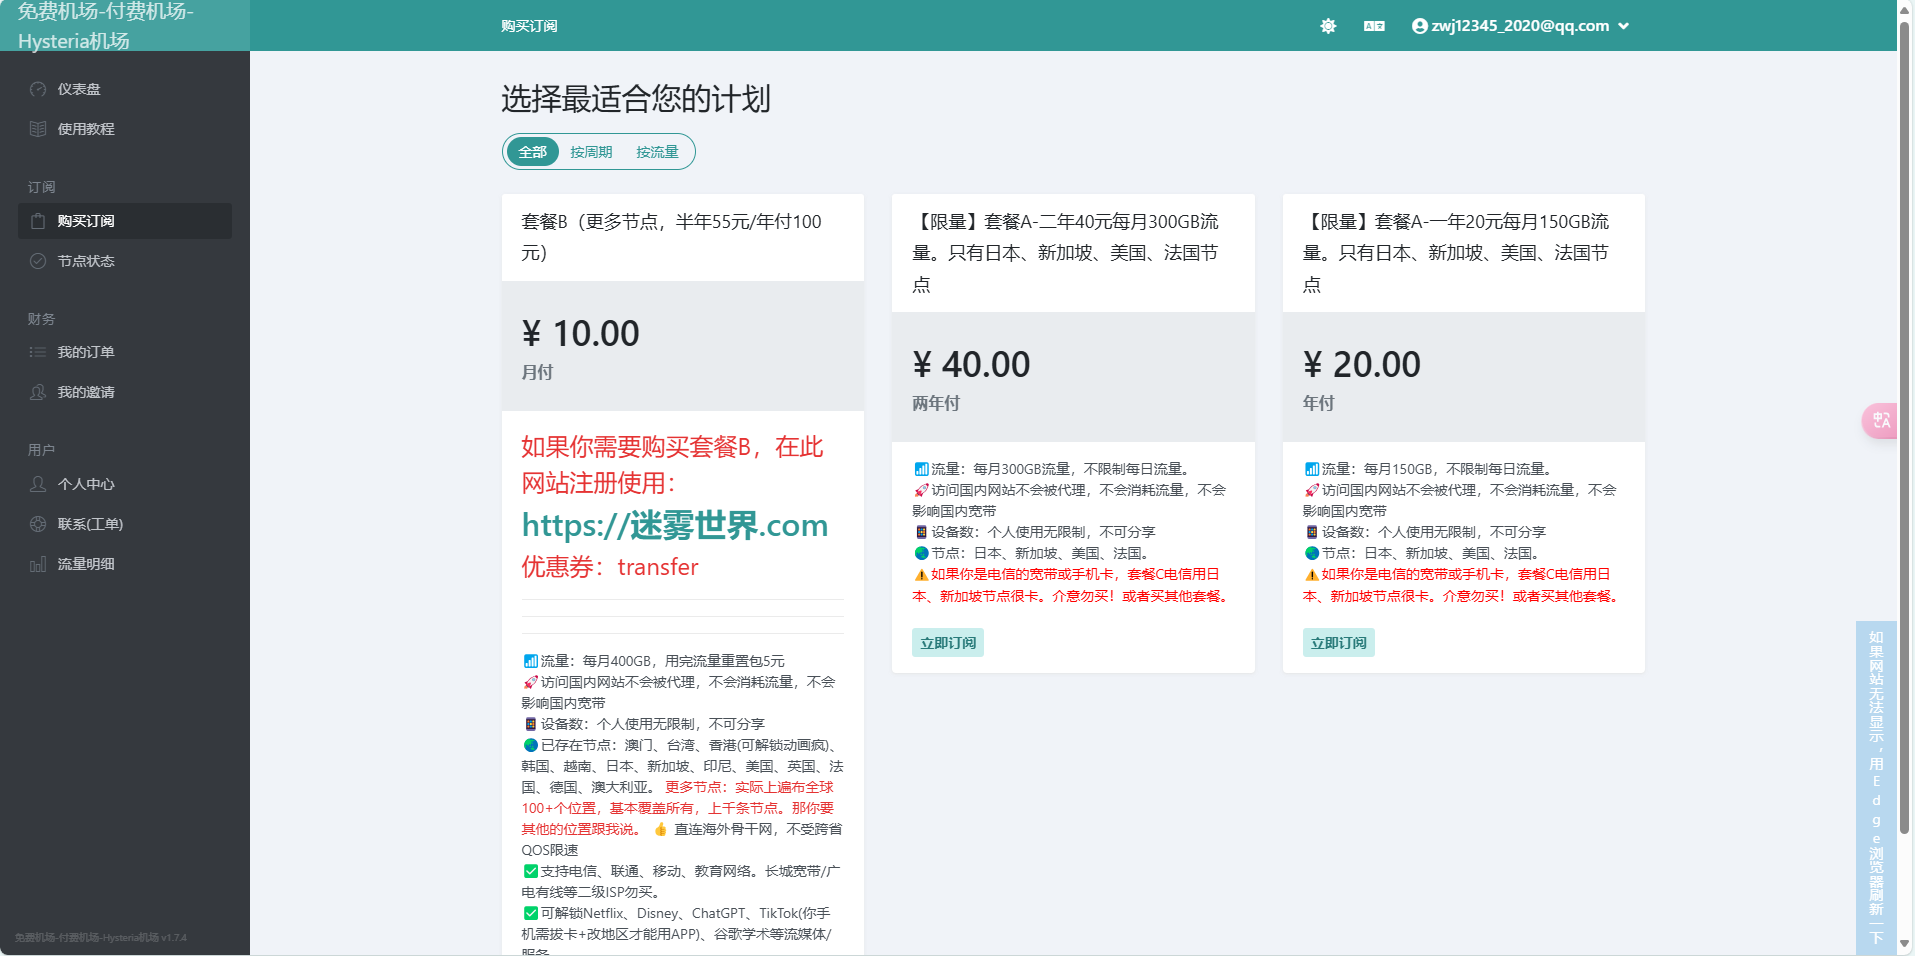 免费机场-付费机场-
Hysteria机场
购买订阅
zwj12345_2020@qq.com
仪表盘
使用教程
订阅
购买订阅
节点状态
财务
我的订单
我的邀请
用户
个人中心
联系(工单)
流量明细
免费机场-付费机场-Hysteria机场 v1.7.4
选择最适合您的计划
全部 按周期 按流量
套餐B（更多节点，半年55元/年付100
元）
¥ 10.00
月付
如果你需要购买套餐B，在此
网站注册使用：
https://迷雾世界.com
优惠券：transfer
流量：每月400GB，用完流量重置包5元
访问国内网站不会被代理，不会消耗流量，不会
影响国内宽带
设备数：个人使用无限制，不可分享
已存在节点：澳门、台湾、香港(可解锁动画疯)、
韩国、越南、日本、新加坡、印尼、美国、英国、法
国、德国、澳大利亚。 更多节点：实际上遍布全球
100+个位置，基本覆盖所有，上千条节点。那你要
其他的位置跟我说。 👍 直连海外骨干网，不受跨省
QOS限速
支持电信、联通、移动、教育网络。长城宽带/广
电有线等二级ISP勿买。
可解锁Netflix、Disney、ChatGPT、TikTok(你手
机需拔卡+改地区才能用APP)、谷歌学术等流媒体/
服务
【限量】套餐A-二年40元每月300GB流
量。只有日本、新加坡、美国、法国节
点
¥ 40.00
两年付
流量：每月300GB流量，不限制每日流量。
访问国内网站不会被代理，不会消耗流量，不会
影响国内宽带
设备数：个人使用无限制，不可分享
节点：日本、新加坡、美国、法国。
如果你是电信的宽带或手机卡，套餐C电信用日
本、新加坡节点很卡。介意勿买！或者买其他套餐。
立即订阅
【限量】套餐A-一年20元每月150GB流
量。只有日本、新加坡、美国、法国节
点
¥ 20.00
年付
流量：每月150GB，不限制每日流量。
访问国内网站不会被代理，不会消耗流量，不会
影响国内宽带
设备数：个人使用无限制，不可分享
节点：日本、新加坡、美国、法国。
如果你是电信的宽带或手机卡，套餐C电信用日
本、新加坡节点很卡。介意勿买！或者买其他套餐。
立即订阅
如果网站无法显示，用Edge浏览器刷新一下